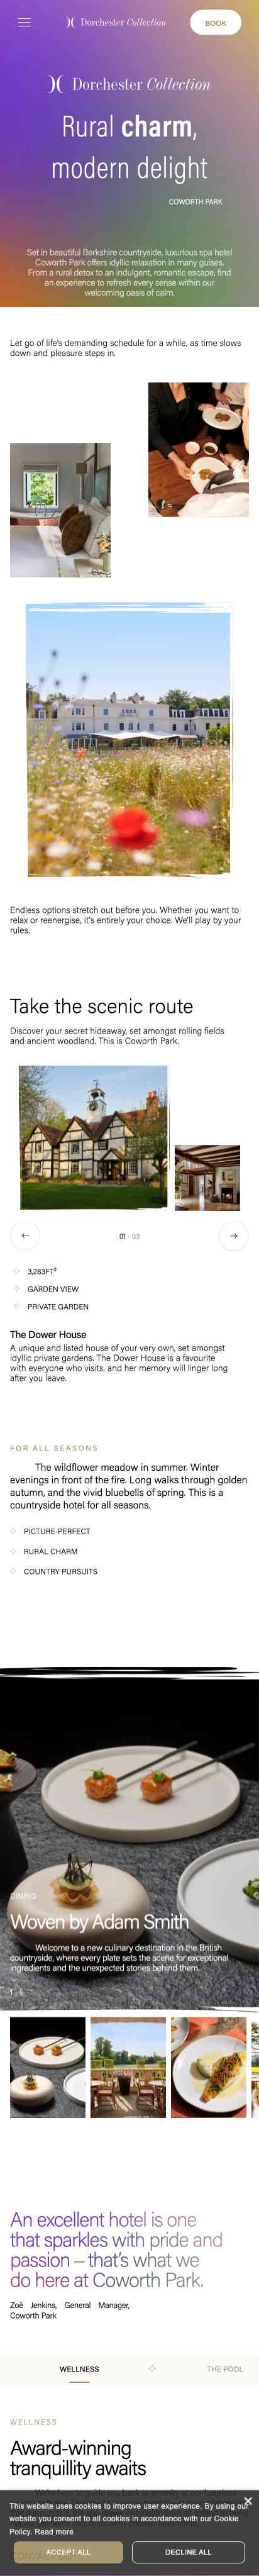 Dorchester Collection
BOOK
Dorchester Collection
Rural charm,
modern delight
COWORTH PARK
Set in beautiful Berkshire countryside, luxurious spa hotel
Coworth Park offers idyllic relaxation in many guises.
From a rural detox to an indulgent, romantic escape, find
an experience to refresh every sense within our
welcoming oasis of calm.
Let go of life's demanding schedule for a while, as time slows
down and pleasure steps in.
Endless options stretch out before you. Whether you want to
relax or reenergise, it's entirely your choice. We'll play by your
rules.
Take the scenic route
Discover your secret hideaway, set amongst rolling fields
and ancient woodland. This is Coworth Park.
01 - 03
3,283FT²
GARDEN VIEW
PRIVATE GARDEN
The Dower House
A unique and listed house of your very own, set amongst
idyllic private gardens. The Dower House is a favourite
with everyone who visits, and her memory will linger long
after you leave.
FOR ALL SEASONS
The wildflower meadow in summer. Winter
evenings in front of the fire. Long walks through golden
autumn, and the vivid bluebells of spring. This is a
countryside hotel for all seasons.
PICTURE-PERFECT
RURAL CHARM
COUNTRY PURSUITS
DINING
Woven by Adam Smith
Welcome to a new culinary destination in the British
countryside, where every plate sets the scene for exceptional
ingredients and the unexpected stories behind them.
An excellent hotel is one
that sparkles with pride and
passion – that's what we
do here at Coworth Park.
Zoë Jenkins, General Manager,
Coworth Park
WELLNESS
THE POOL
WELLNESS
Award-winning
tranquillity awaits
This website uses cookies to improve user experience. By using our
website you consent to all cookies in accordance with our Cookie
Policy. Read more
ACCEPT ALL
DECLINE ALL